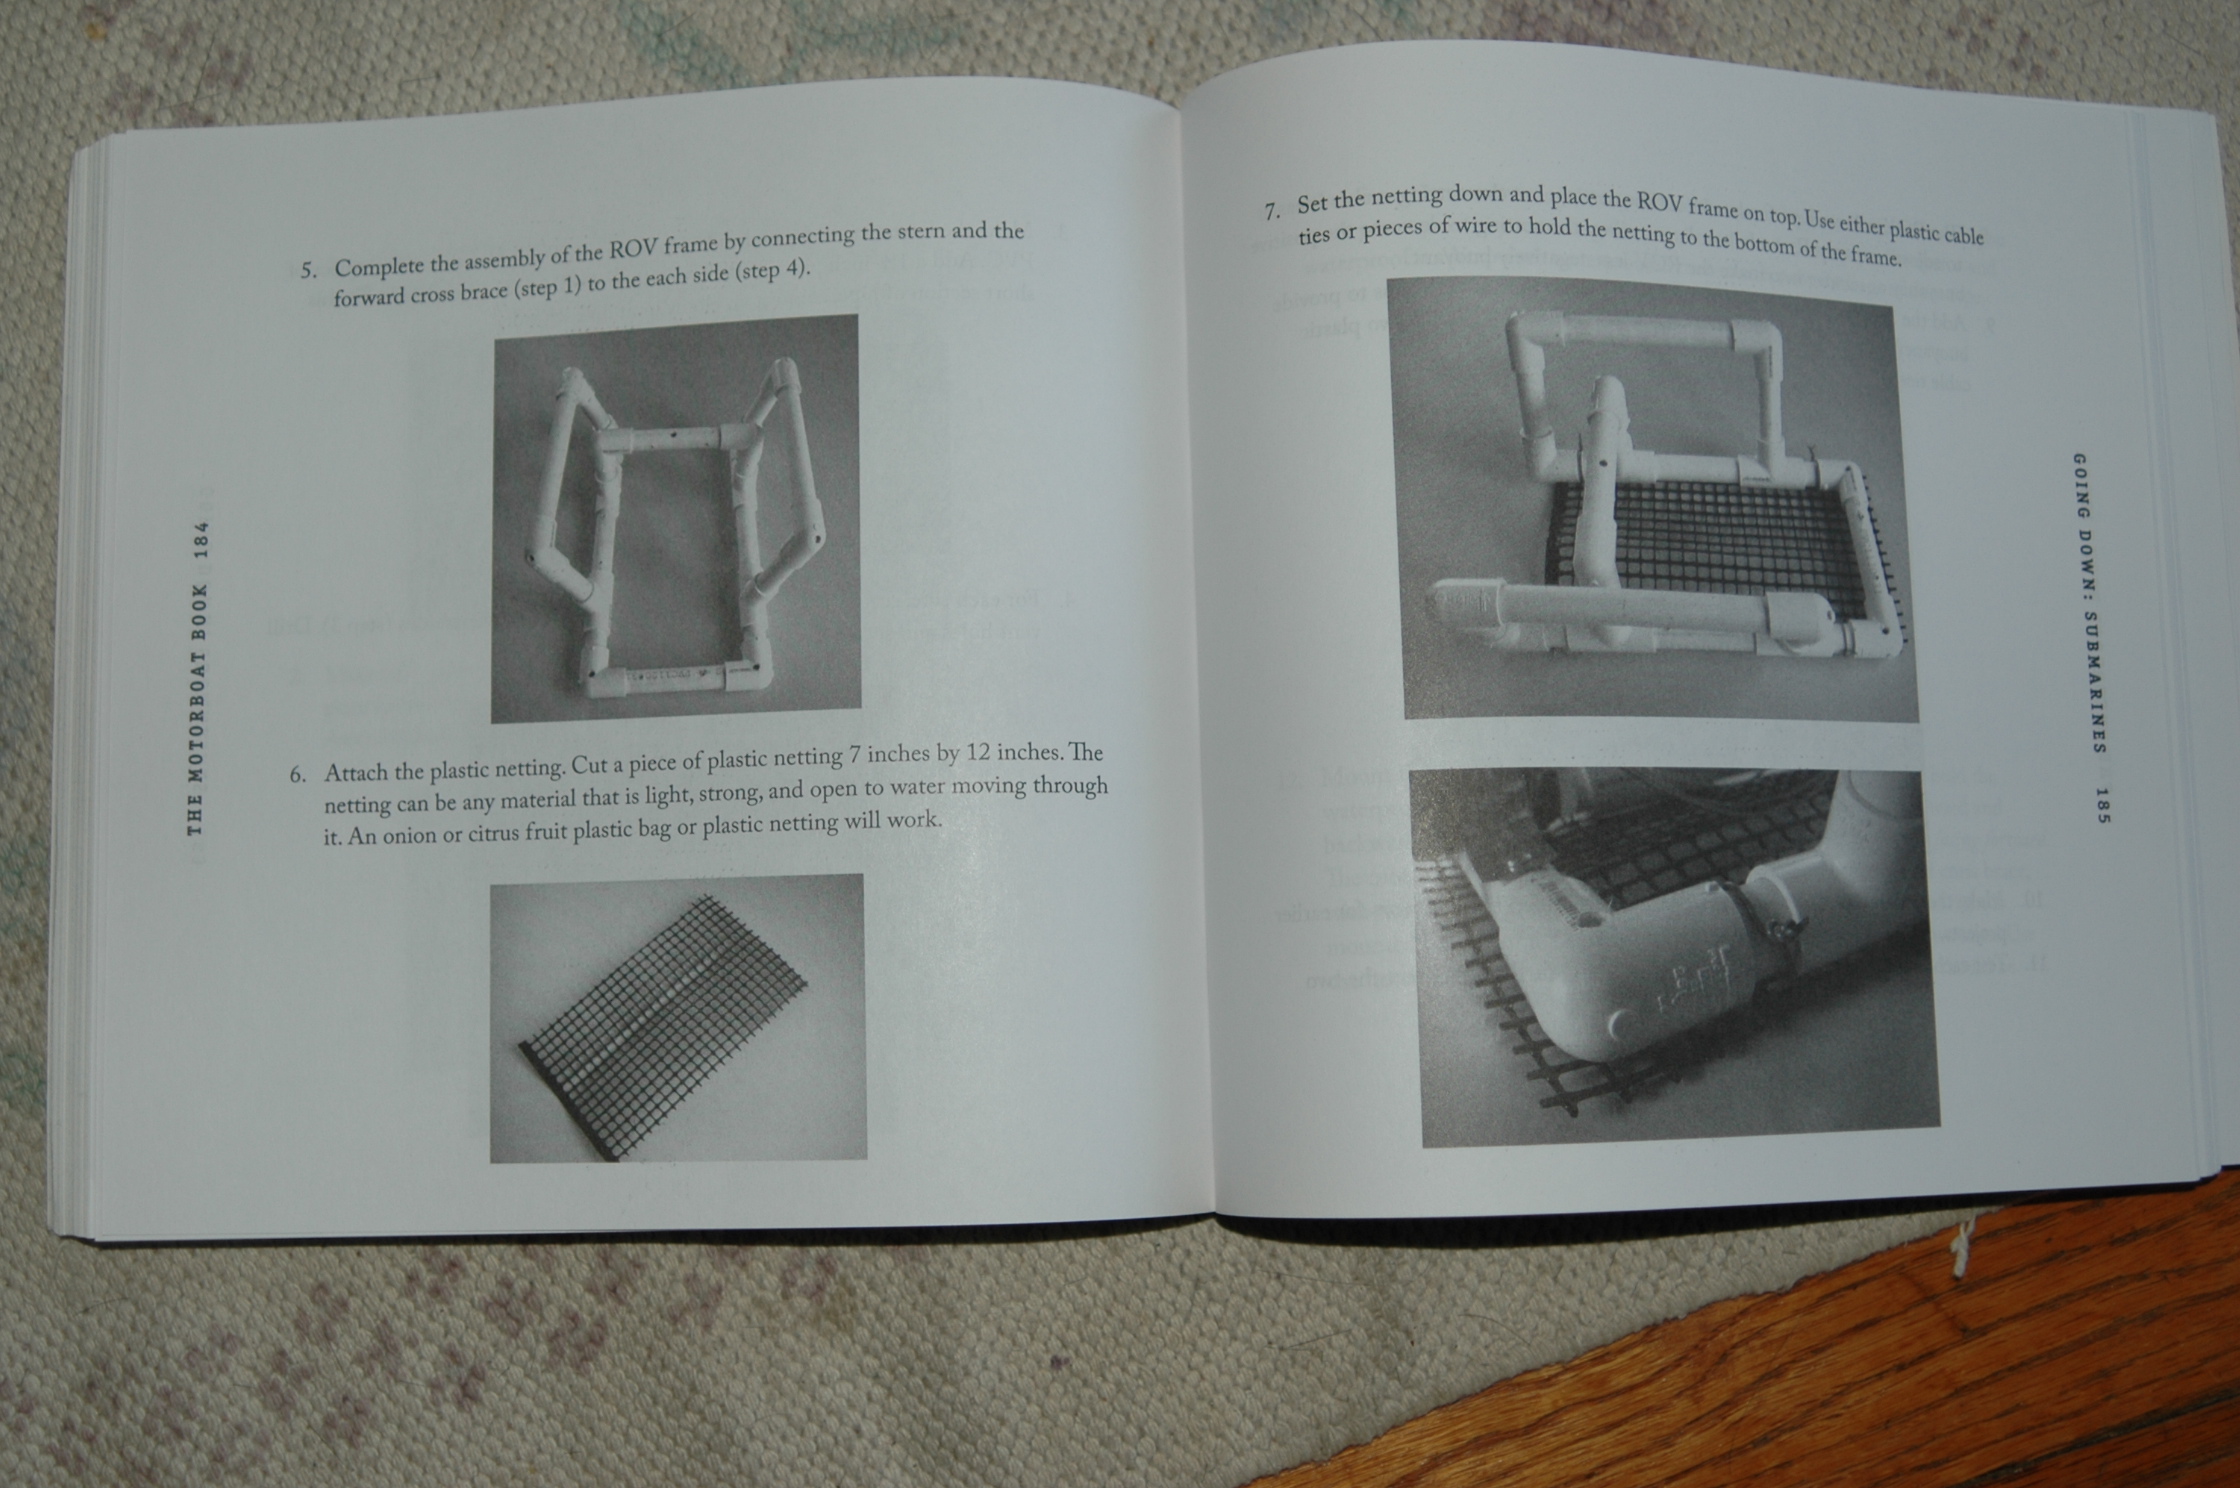 5. Complete the assembly of the ROV frame by connecting the stern and the
forward cross brace (step 1) to the each side (step 4).
6. Attach the plastic netting. Cut a piece of plastic netting 7 inches by 12 inches. The
netting can be any material that is light, strong, and open to water moving through
it. An onion or citrus fruit plastic bag or plastic netting will work.
THE MOTORBOAT BOOK 184
7. Set the netting down and place the ROV frame on top. Use either plastic cable
ties or pieces of wire to hold the netting to the bottom of the frame.
GOING DOWN: SUBMARINES 185